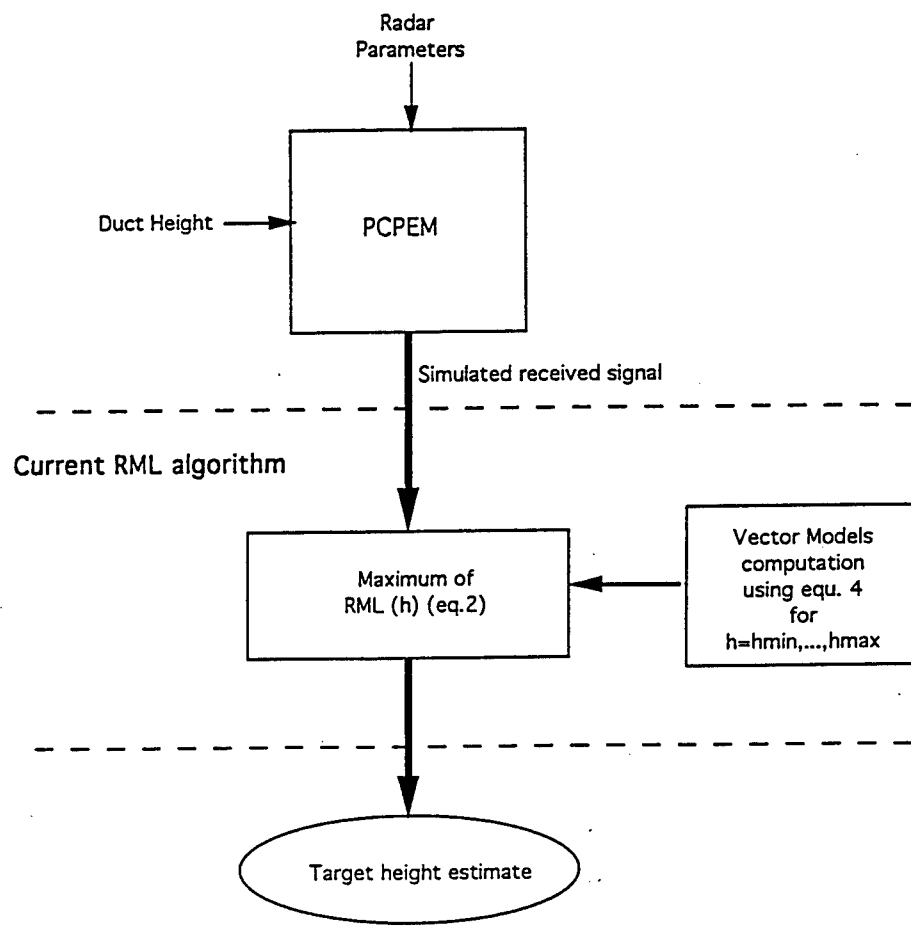 Radar
Parameters
Duct Height
PCPEM
Simulated received signal
Current RML algorithm
Maximum of
RML (h) (eq.2)
Vector Models
computation
using equ. 4
for
h=hmin,...,hmax
Target height estimate